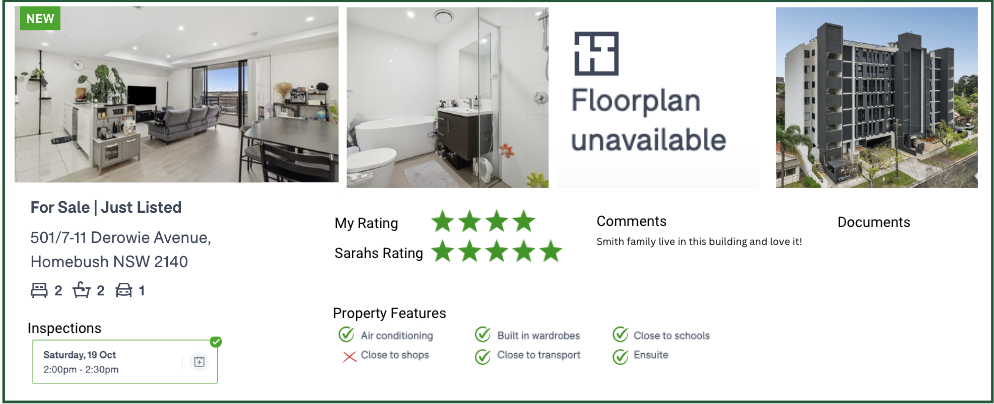 NEW
Floorplan
unavailable
For Sale | Just Listed
501/7-11 Derowie Avenue,
Homebush NSW 2140
2 2 1
Inspections
Saturday, 19 Oct
2:00pm - 2:30pm
My Rating
Sarahs Rating
Comments
Smith family live in this building and love it!
Documents
Property Features
Air conditioning
Built in wardrobes
Close to schools
Close to shops
Close to transport
Ensuite